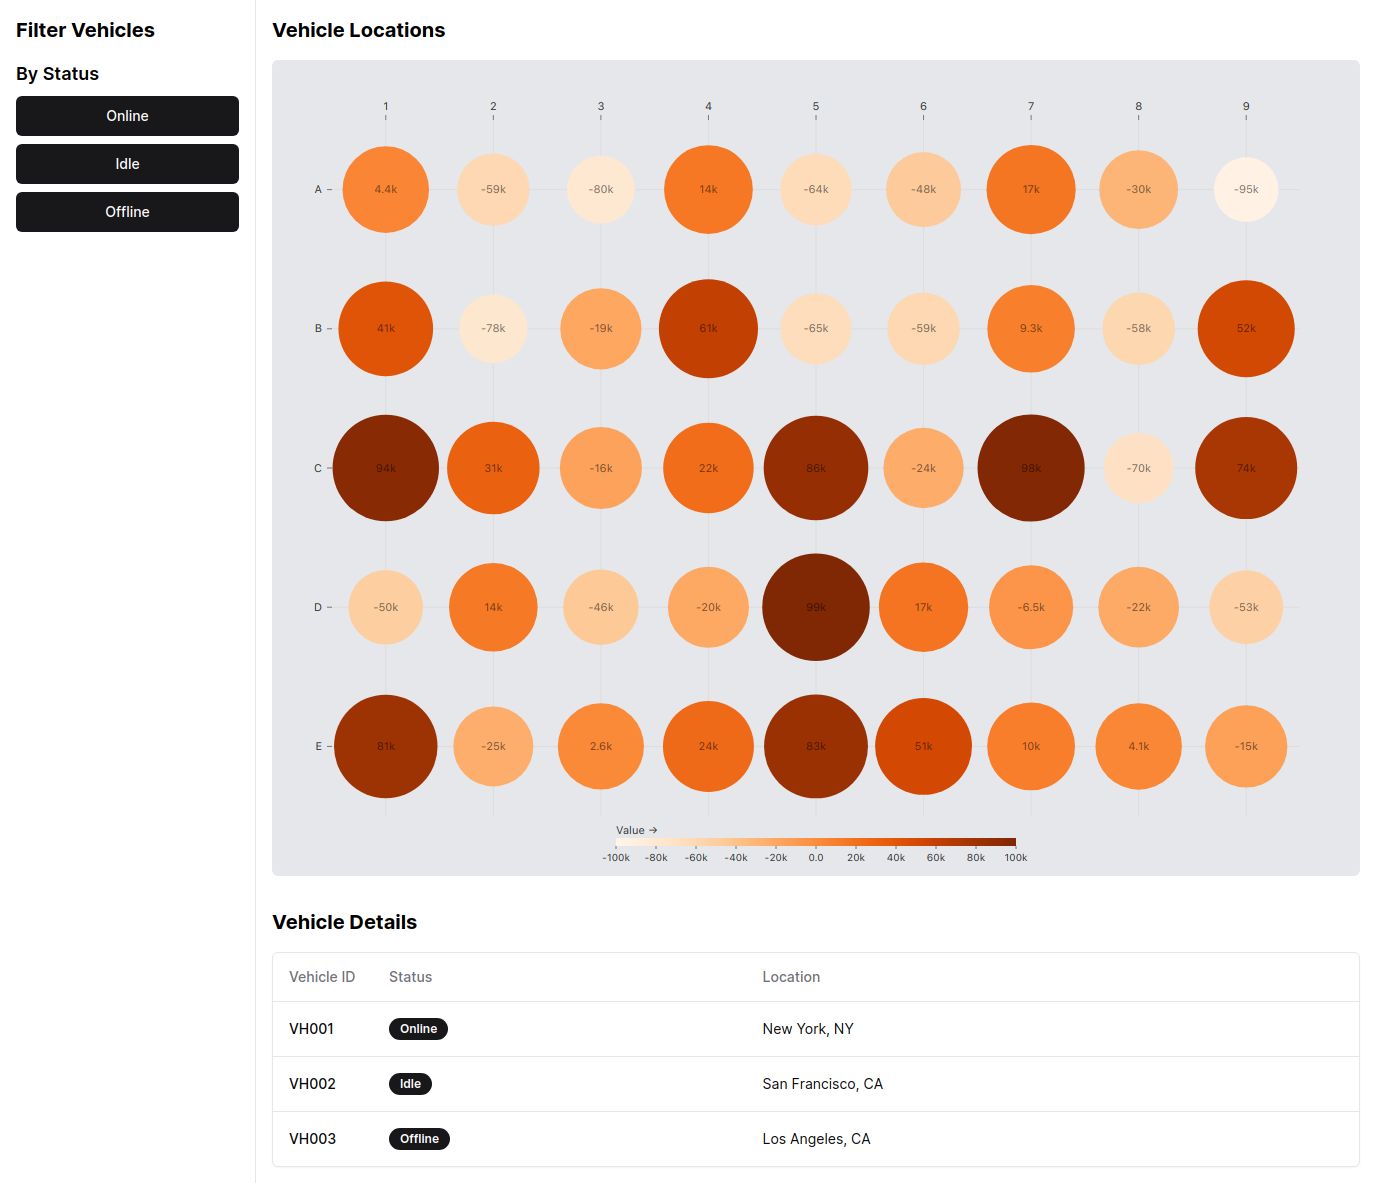 Filter Vehicles
By Status
Online
Idle
Offline
Vehicle Locations
1 2 3 4 5 6 7 8 9
A 4.4k -59k -80k 14k -64k -48k 17k -30k -95k
B 41k -78k -19k 61k -65k -59k 9.3k -58k 52k
C 94k 31k -16k 22k 86k -24k 98k -70k 74k
D -50k 14k -46k -20k 99k 17k -6.5k -22k -53k
E 81k -25k 2.6k 24k 83k 51k 10k 4.1k -15k
Value →
-100k -80k -60k -40k -20k 0.0 20k 40k 60k 80k 100k
Vehicle Details
Vehicle ID Status Location
VH001 Online New York, NY
VH002 Idle San Francisco, CA
VH003 Offline Los Angeles, CA